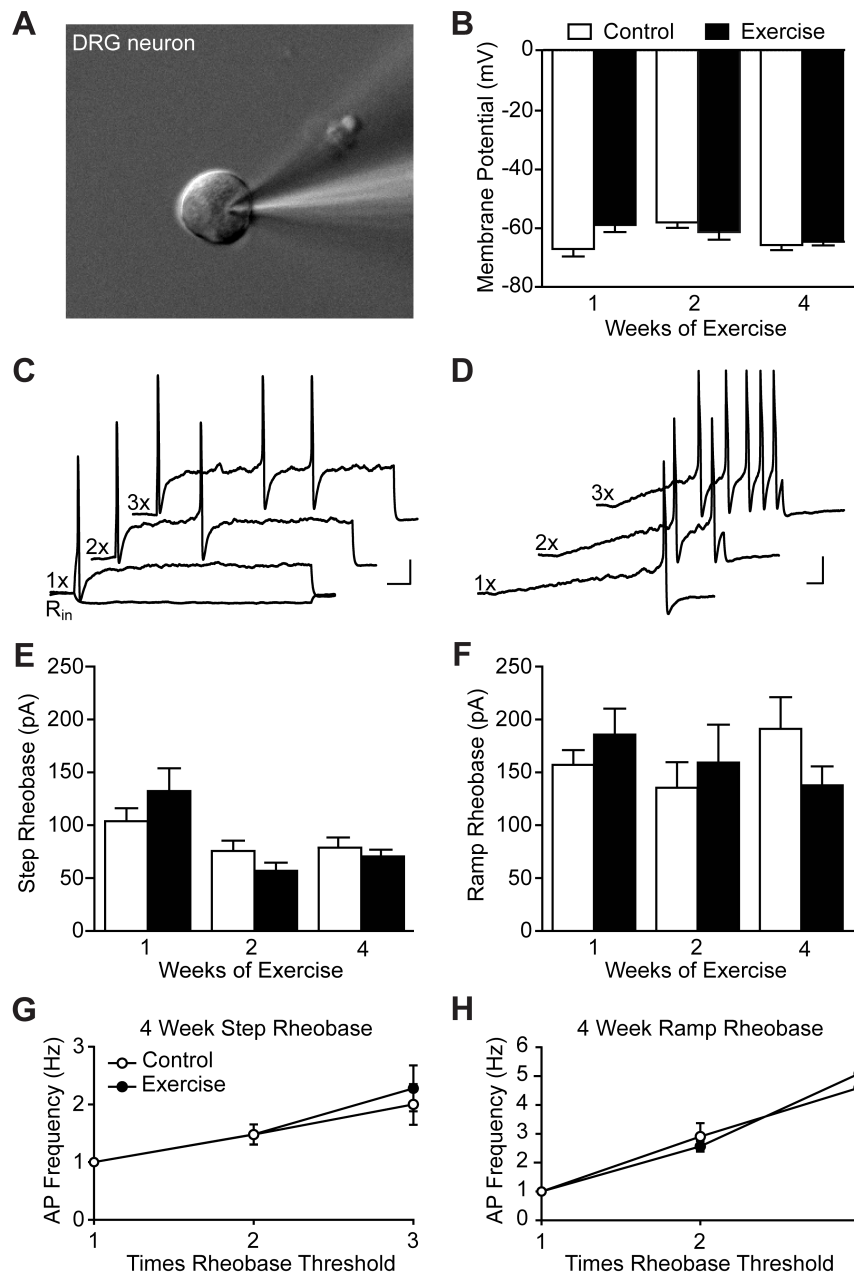 A
DRG neuron
B
Control Exercise
Membrane Potential (mV)
0
-20
-40
-60
-80
1 2 4
Weeks of Exercise
C
3x
2x
1x
Rin
D
3x
2x
1x
E
Step Rheobase (pA)
250
200
150
100
50
0
1 2 4
Weeks of Exercise
F
Ramp Rheobase (pA)
250
200
150
100
50
0
1 2 4
Weeks of Exercise
G
4 Week Step Rheobase
AP Frequency (Hz)
3
2
1
0
Control
Exercise
1 2 3
Times Rheobase Threshold
H
4 Week Ramp Rheobase
AP Frequency (Hz)
6
5
4
3
2
1
0
1 2
Times Rheobase Threshold